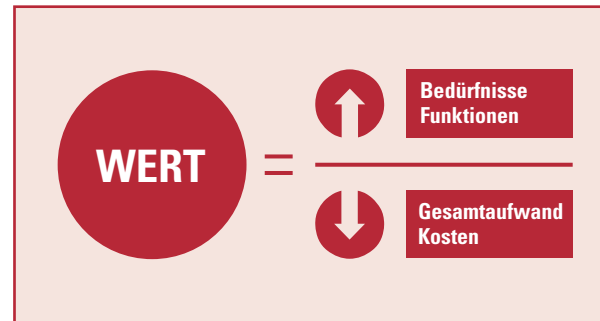 WERT
=
Bedürfnisse
Funktionen
Gesamtaufwand
Kosten